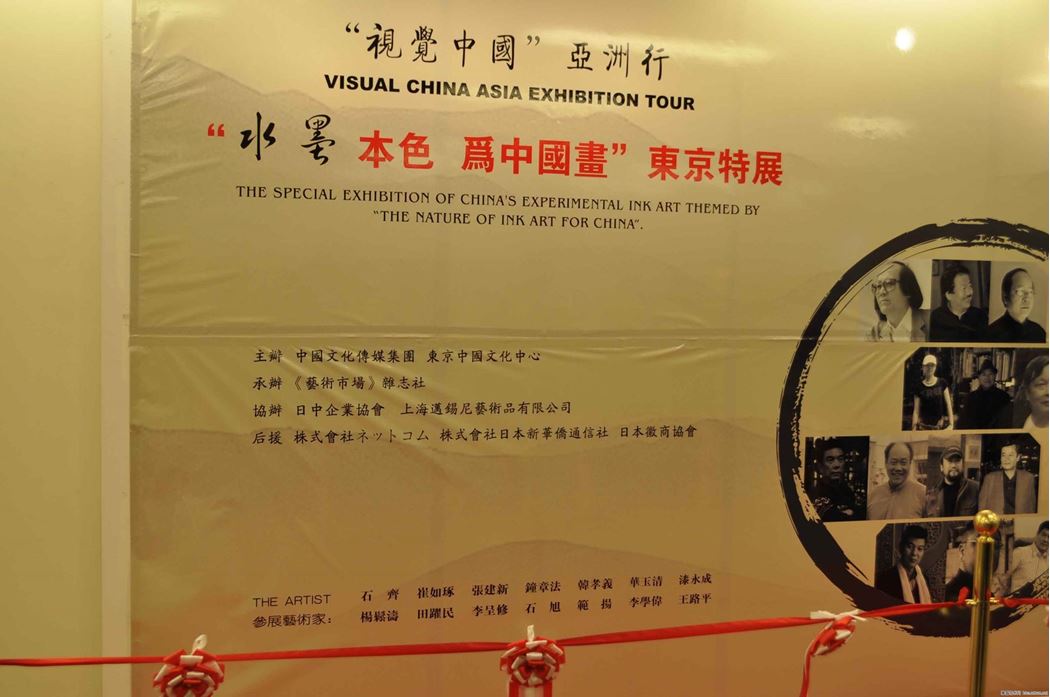 “視覺中國”亞洲行
VISUAL CHINA ASIA EXHIBITION TOUR
“水墨 本色 爲中國畫”東京特展
THE SPECIAL EXHIBITION OF CHINA'S EXPERIMENTAL INK ART THEMED BY
“THE NATURE OF INK ART FOR CHINA”.
主辦 中國文化傳媒集團 東京中國文化中心
承辦 《藝術市場》雜志社
協辦 日中企業協會 上海邁錫尼藝術品有限公司
后援 株式會社ネットコム 株式會社日本新華僑通信社 日本徽商協會
THE ARTIST 石 齊 崔如琢 張建新 鐘章法 韓孝義 華玉清 漆永成
參展藝術家： 楊鬆濤 田躍民 李呈修 石 旭 範 揚 李學偉 王路平